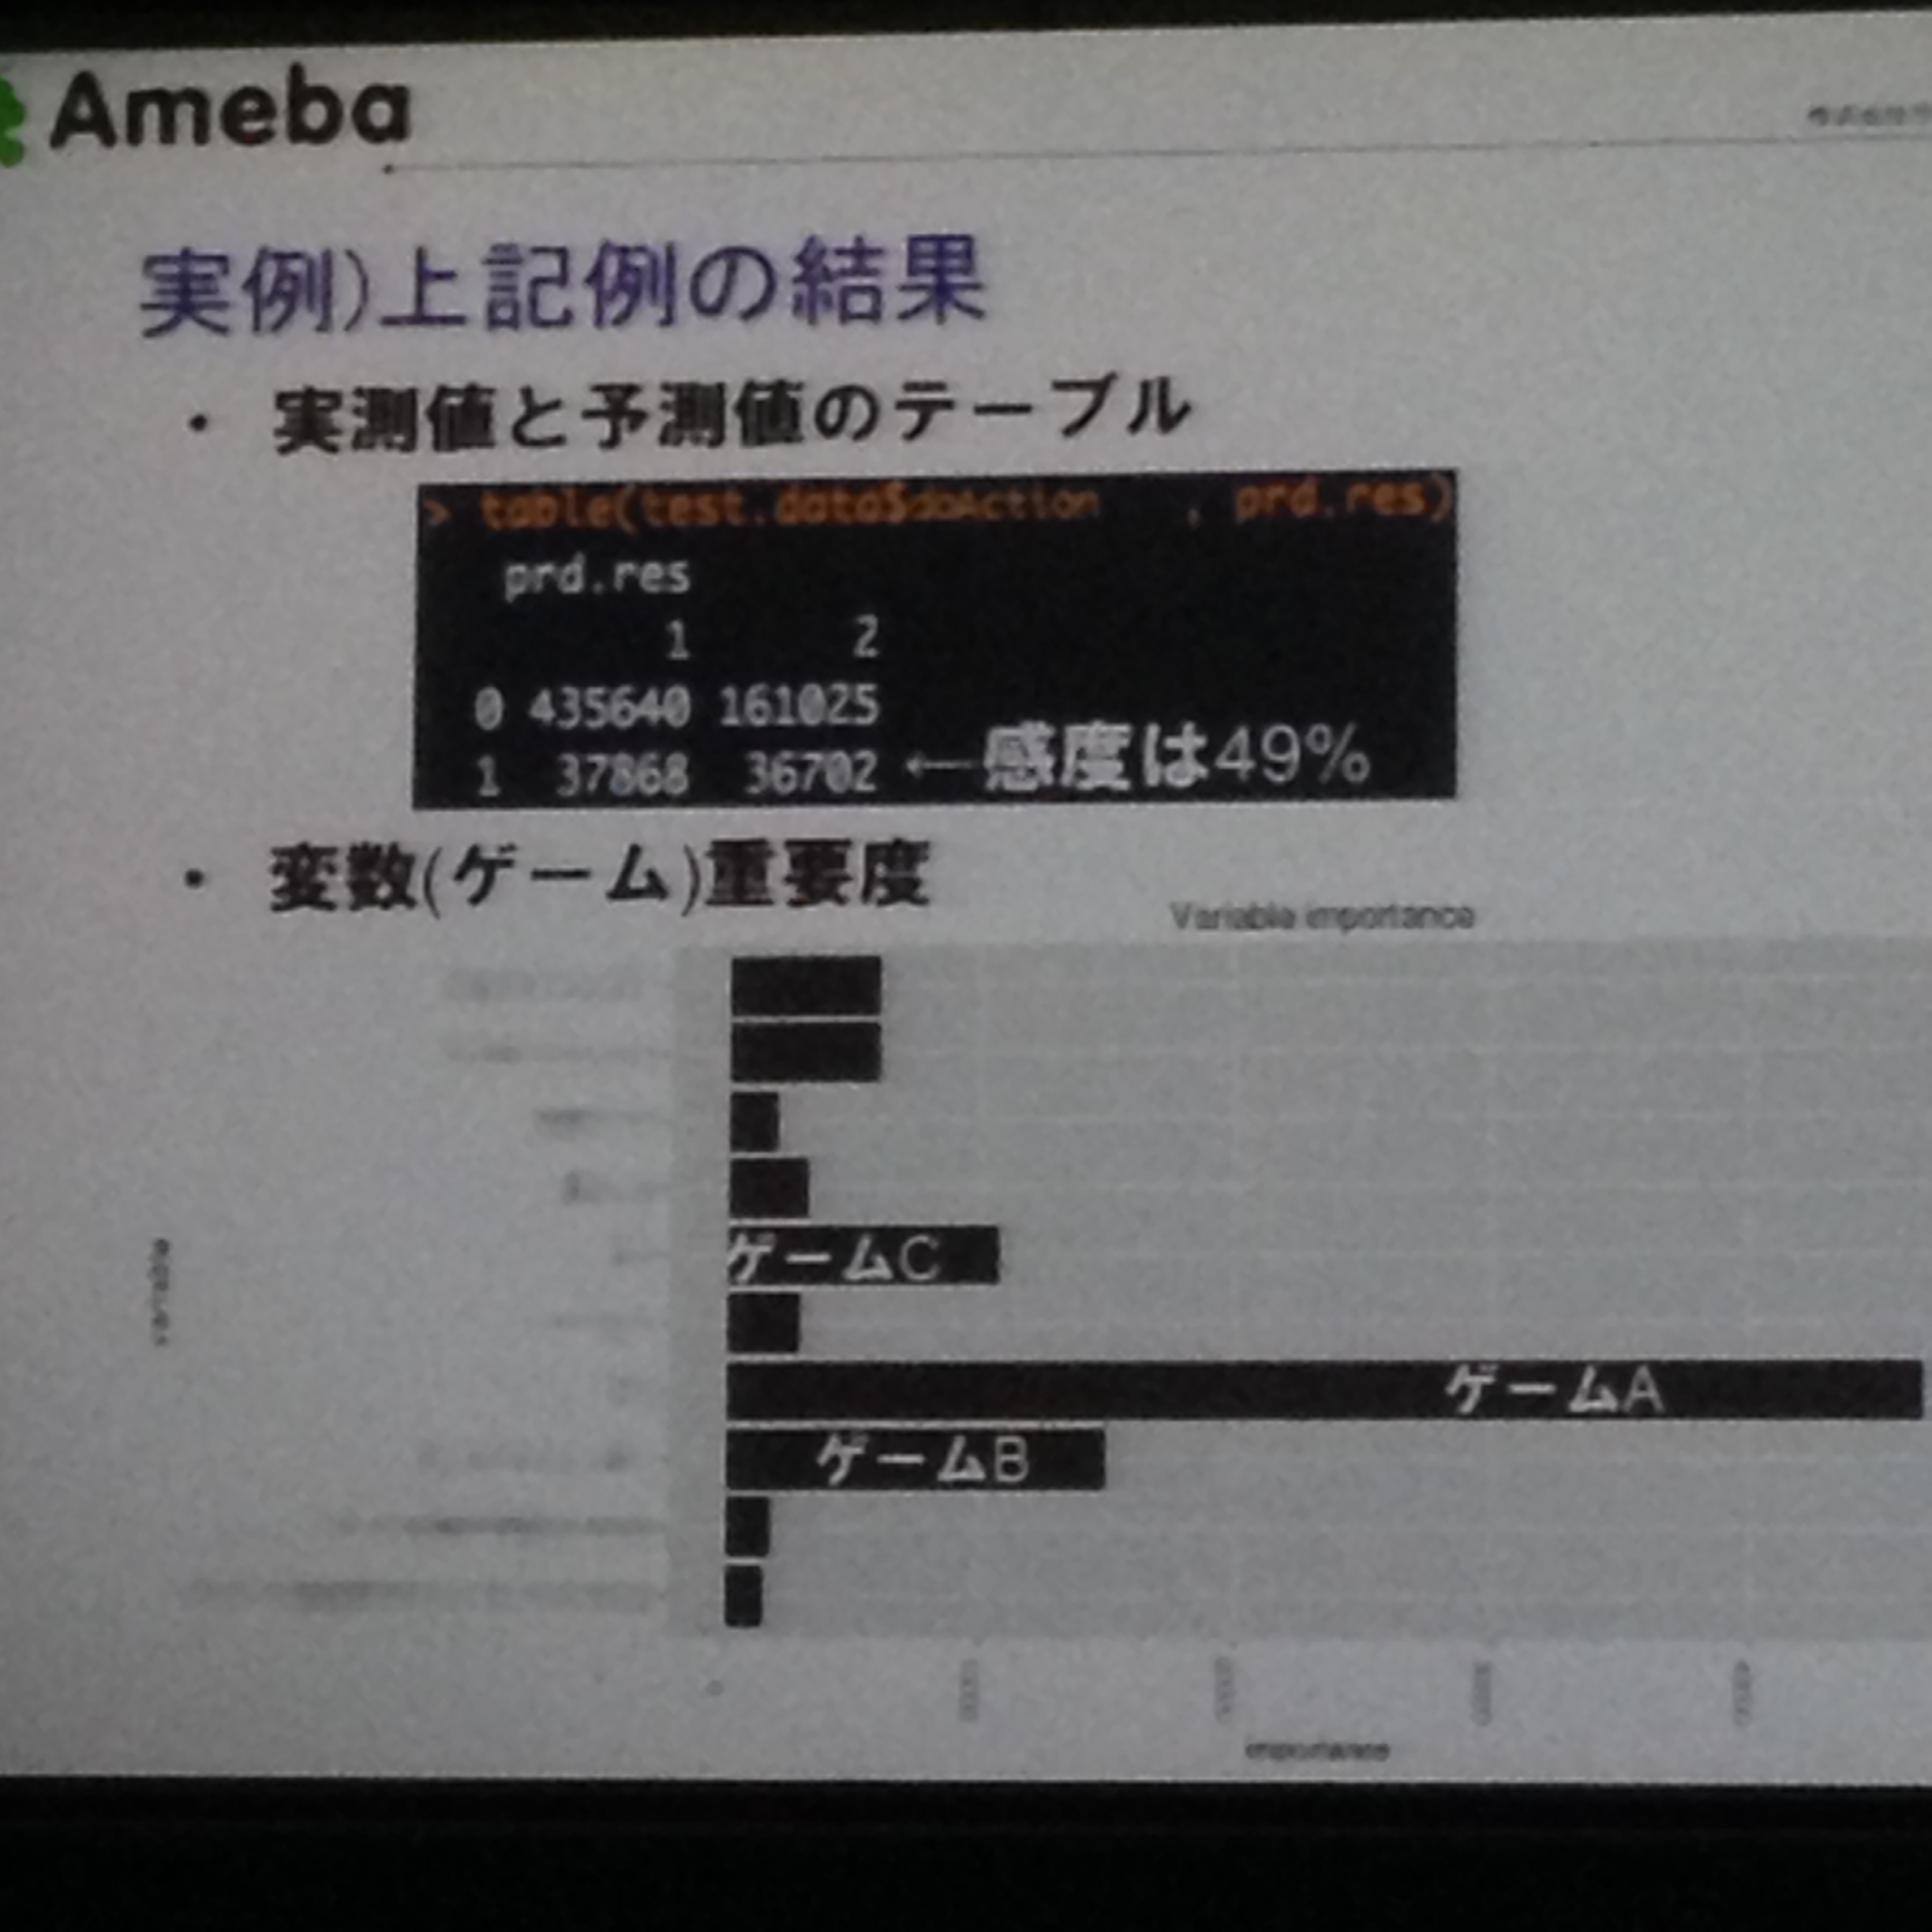 Ameba
実例)上記例の結果
・ 実測値と予測値のテーブル
> table(test.data$doAction , prd.res)
prd.res
1 2
0 435640 161025
1 37868 36702 ←感度は49%
・ 変数(ゲーム)重要度
Variable importance
ゲームC
ゲームA
ゲームB
variable
0
importance